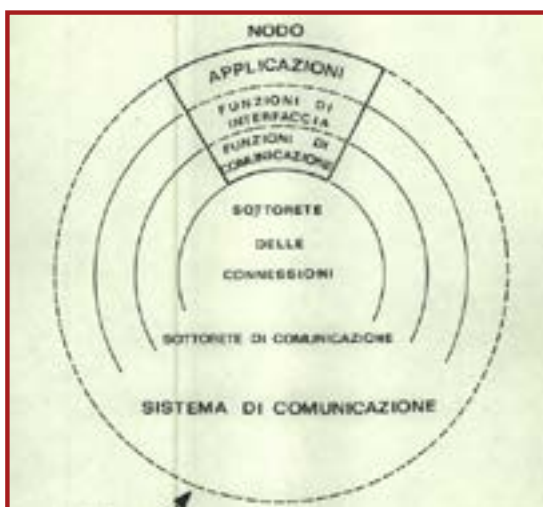 NODO
APPLICAZIONI
FUNZIONI DI
INTERFACCIA
FUNZIONI DI
COMUNICAZIONE
SOTTORETE
DELLE
CONNESSIONI
SOTTORETE DI COMUNICAZIONE
SISTEMA DI COMUNICAZIONE